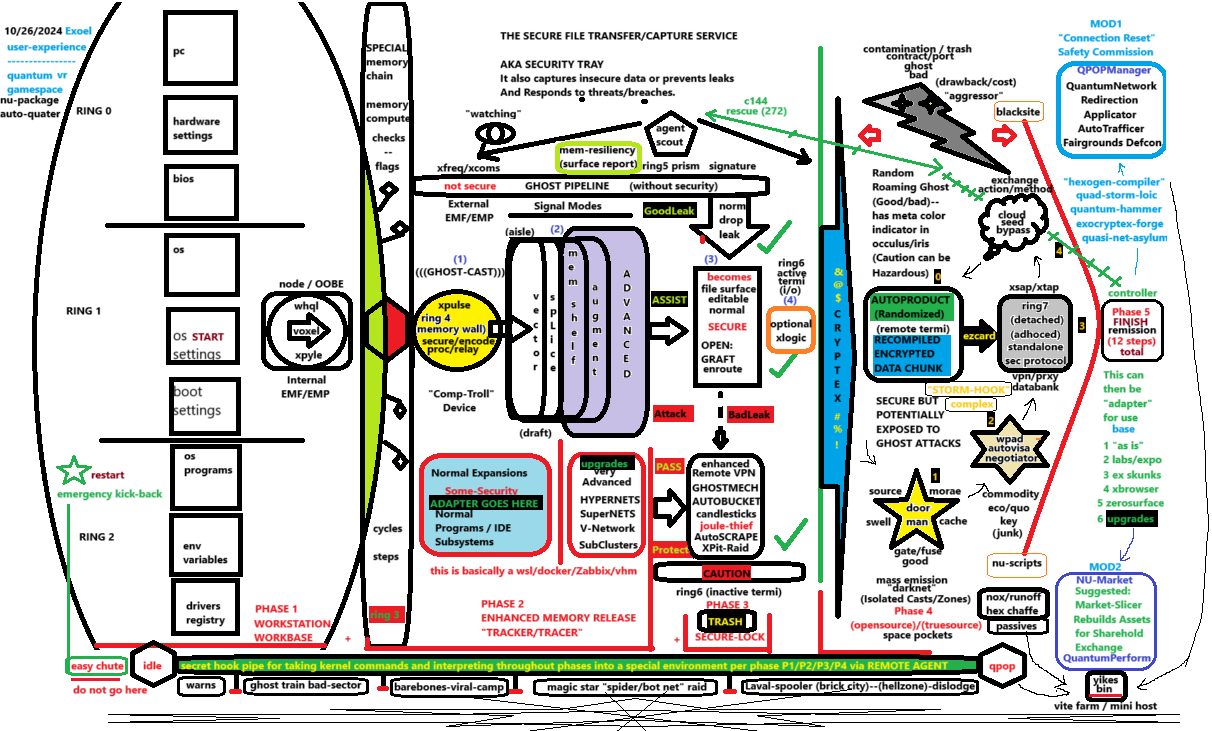 10/26/2024 Exoel
user-experience
----------------
quantum vr
gamespace
nu-package
auto-quater
RING 0
RING 1
RING 2
pc
hardware
settings
bios
os
os START
settings
boot
settings
os
programs
env
variables
drivers
registry
restart
emergency kick-back
easy chute
do not go here
PHASE 1
WORKSTATION
WORKBASE
+
node / OOBE
whql
voxel
xpyle
Internal
EMF/EMP
SPECIAL
memory
chain
memory
compute
checks
--
flags
cycles
steps
ring 3
THE SECURE FILE TRANSFER/CAPTURE SERVICE
AKA SECURITY TRAY
It also captures insecure data or prevents leaks
And Responds to threats/breaches.
"watching"
agent
scout
c144
rescue (272)
mem-resiliency
(surface report)
xfreq/xcoms
ring5 prism
signature
not secure
GHOST PIPELINE
(without security)
External
EMF/EMP
Signal Modes
GoodLeak
norm
drop
leak
(aisle)
(2)
(1)
(((GHOST-CAST)))
xpulse
ring 4
memory wall)
secure/encode
proc/relay
"Comp-Troll"
Device
vector
spLice
mem shelf
augment
ADVANCED
(draft)
ASSIST
Attack
(3)
becomes
file surface
editable
normal
SECURE
OPEN:
GRAFT
enroute
BadLeak
ring6
active
termi
(i/o)
(4)
optional
xlogic
Normal Expansions
Some-Security
ADAPTER GOES HERE
Normal
Programs / IDE
Subsystems
this is basically a wsl/docker/Zabbix/vhm
upgrades
Very
Advanced
HYPERNETS
SuperNETS
V-Network
SubClusters
PASS
Protect
enhanced
Remote VPN
GHOSTMECH
AUTOBUCKET
candlesticks
joule-thief
AutoSCRAPE
XPit-Raid
CAUTION
ring6 (inactive termi)
PHASE 3
TRASH
+
SECURE-LOCK
PHASE 2
ENHANCED MEMORY RELEASE
"TRACKER/TRACER"
&@$CRYPTEX#%!
contamination / trash
contract/port
ghost
bad
(drawback/cost)
"aggressor"
blacksite
Random
Roaming Ghost
(Good/bad)--
has meta color
indicator in
occulus/iris
(Caution can be
Hazardous)
0
exchange
action/method
cloud
seed
bypass
4
AUTOPRODUCT
(Randomized)
(remote termi)
RECOMPILED
ENCRYPTED
DATA CHUNK
ezcard
xsap/xtap
ring7
(detached)
(adhoced)
standalone
sec protocol
3
vpn/prxy
databank
"STORM-HOOK"
complex
SECURE BUT
POTENTIALLY
EXPOSED TO
GHOST ATTACKS
2
wpad
autovisa
negotiator
commodity
eco/quo
key
(junk)
1
source
morae
door
man
swell
cache
gate/fuse
good
mass emission
"darknet"
(Isolated Casts/Zones)
Phase 4
(opensource)/(truesource)
space pockets
nu-scripts
nox/runoff
hex chaffe
passives
MOD1
"Connection Reset"
Safety Commission
QPOPManager
QuantumNetwork
Redirection
Applicator
AutoTrafficer
Fairgrounds Defcon
"hexogen-compiler"
quad-storm-loic
quantum-hammer
exocryptex-forge
quasi-net-asylum
controller
Phase 5
FINISH
remission
(12 steps)
total
This can
then be
"adapter"
for use
base
1 "as is"
2 labs/expo
3 ex skunks
4 xbrowser
5 zerosurface
6 upgrades
MOD2
NU-Market
Suggested:
Market-Slicer
Rebuilds Assets
for Sharehold
Exchange
QuantumPerform
yikes
bin
vite farm / mini host
idle
secret hook pipe for taking kernel commands and interpreting throughout phases into a special environment per phase P1/P2/P3/P4 via REMOTE AGENT
qpop
warns
ghost train bad-sector
barebones-viral-camp
magic star "spider/bot net" raid
Laval-spooler (brick city)--(hellzone)-dislodge